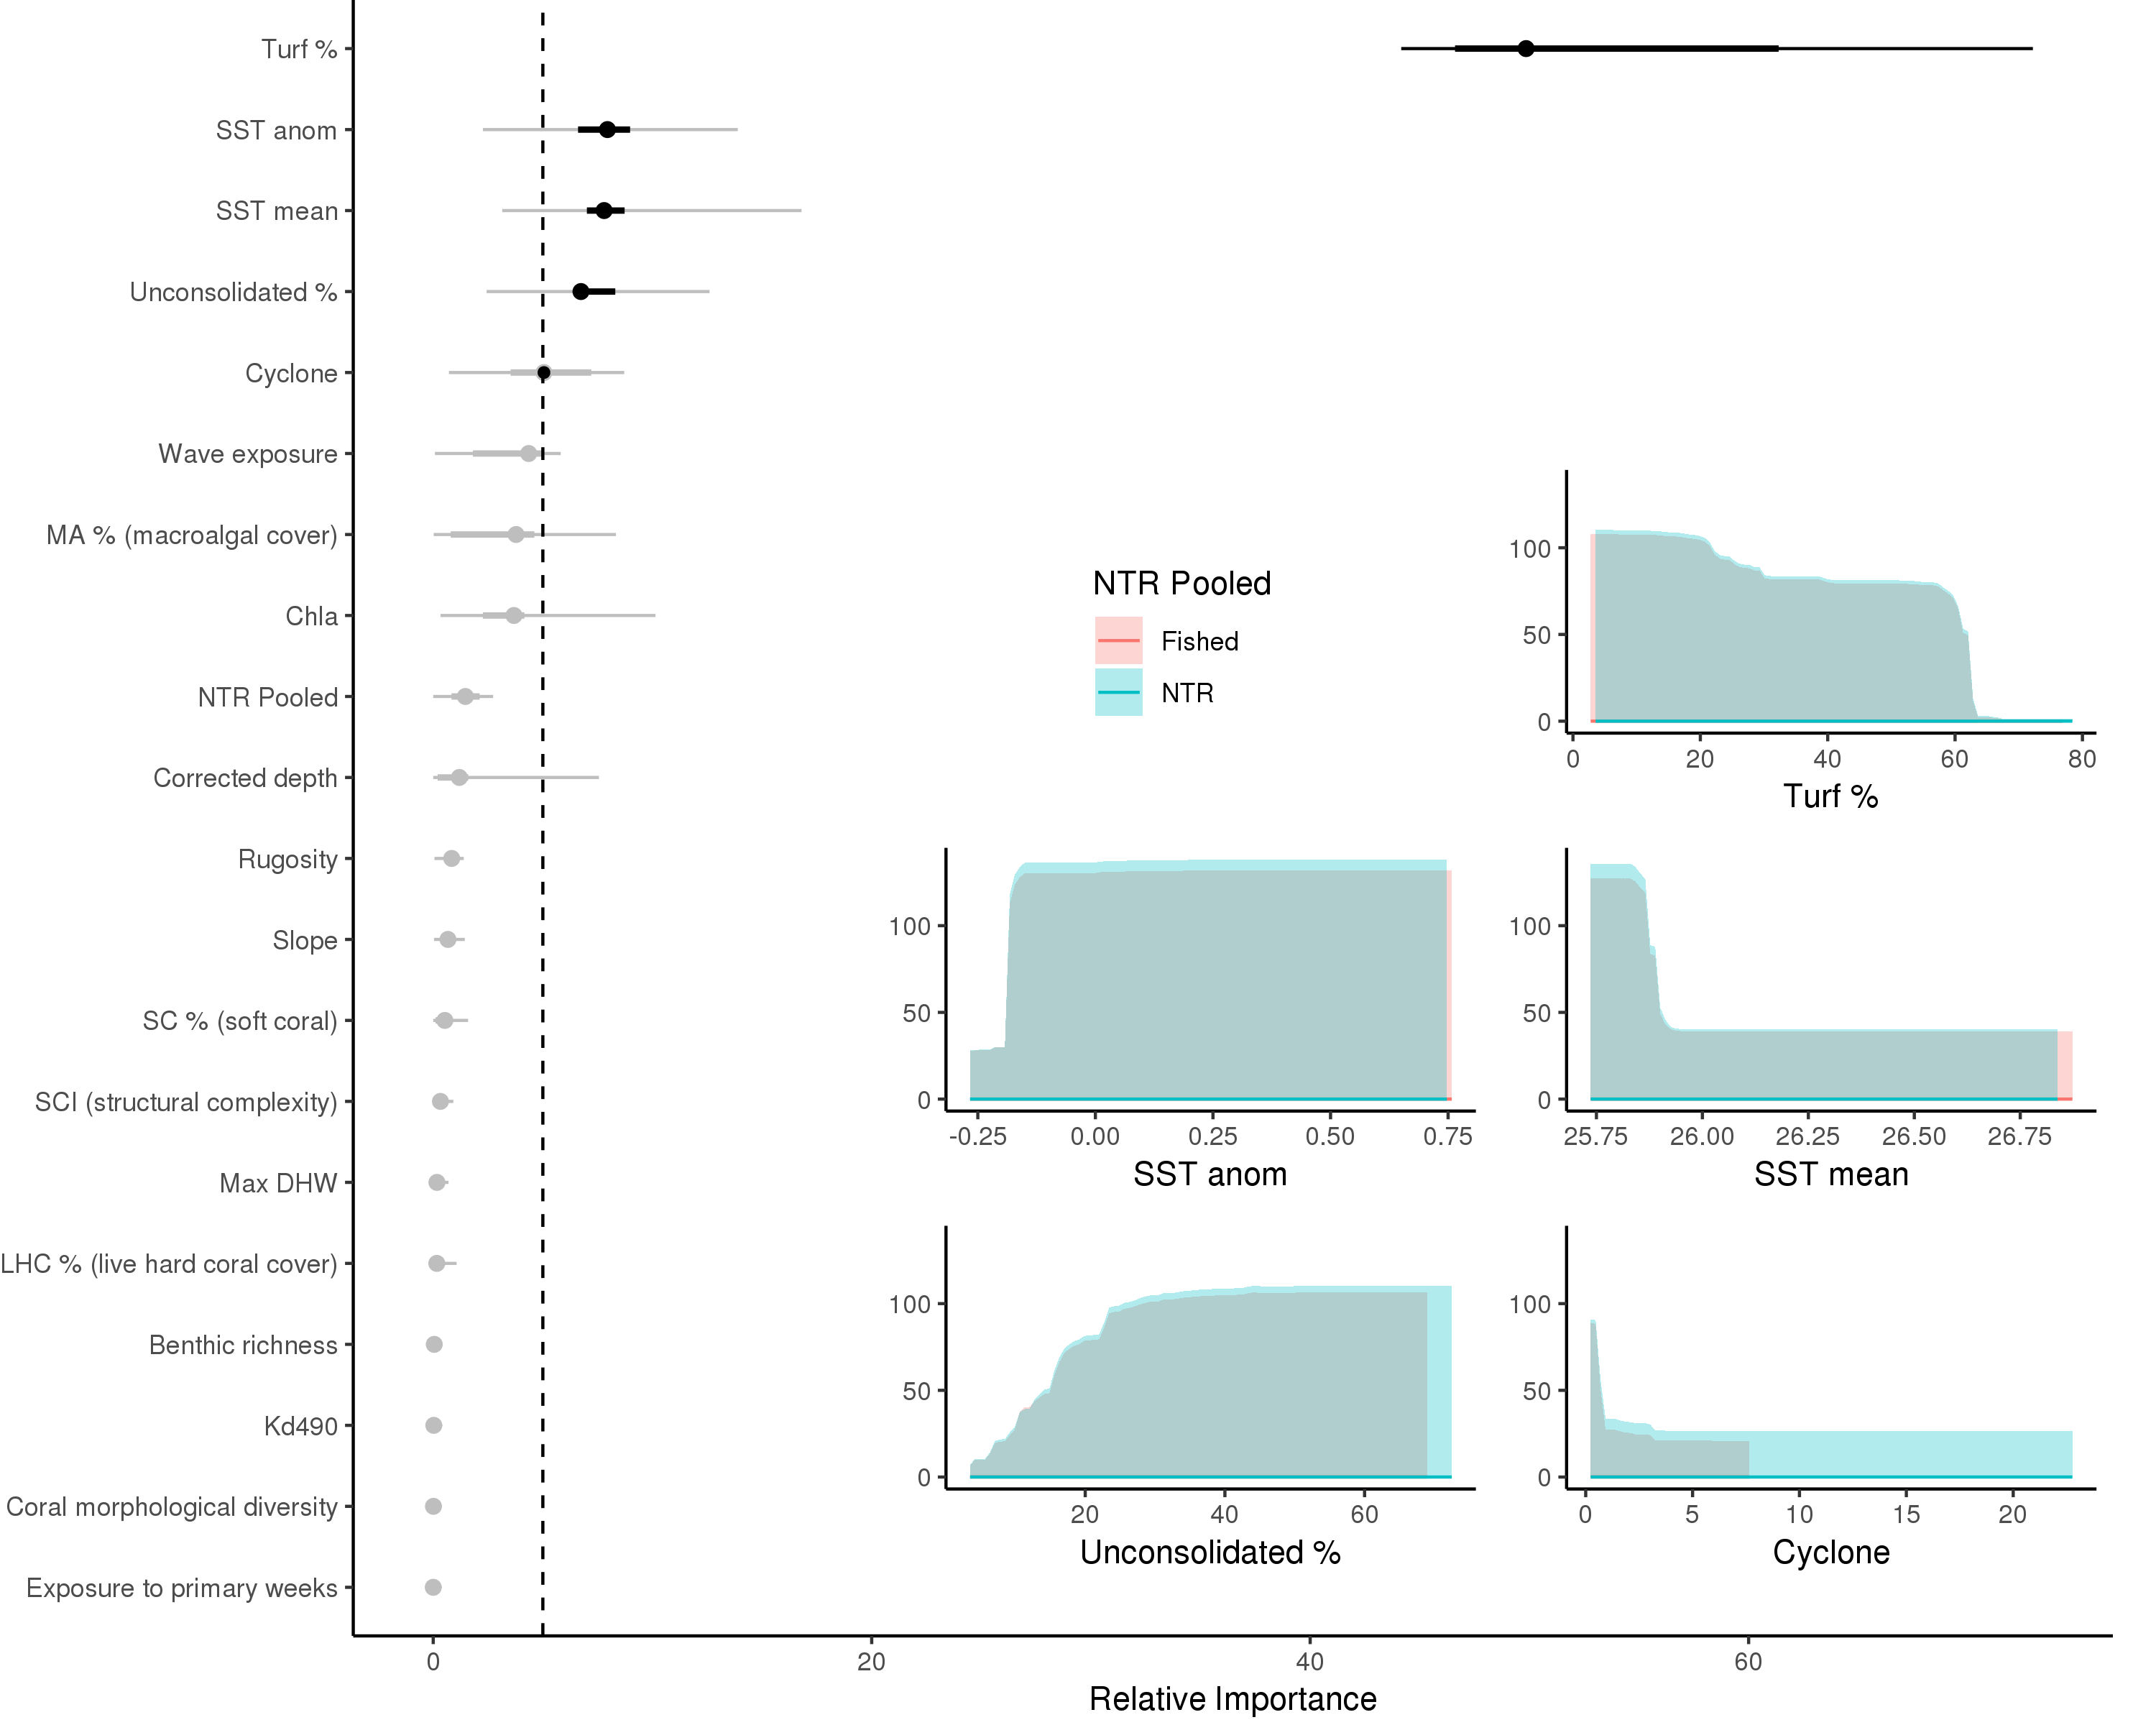 Turf %
SST anom
SST mean
Unconsolidated %
Cyclone
Wave exposure
MA % (macroalgal cover)
Chla
NTR Pooled
Corrected depth
Rugosity
Slope
SC % (soft coral)
SCI (structural complexity)
Max DHW
LHC % (live hard coral cover)
Benthic richness
Kd490
Coral morphological diversity
Exposure to primary weeks
0 20 40 60
Relative Importance
NTR Pooled
Fished
NTR
100
50
0
0 20 40 60 80
Turf %
100
50
0
-0.25 0.00 0.25 0.50 0.75
SST anom
100
50
0
25.75 26.00 26.25 26.50 26.75
SST mean
100
50
0
20 40 60
Unconsolidated %
100
50
0
0 5 10 15 20
Cyclone